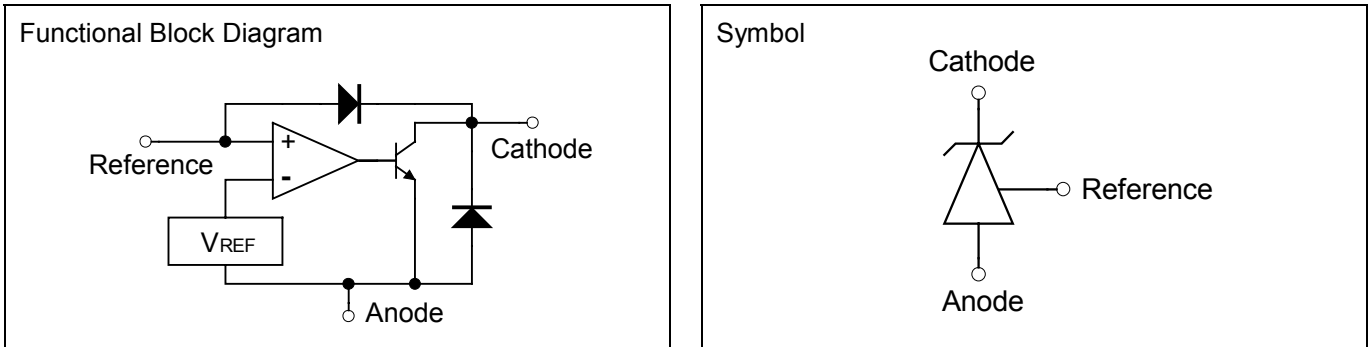 Functional Block Diagram
+
Reference
-
VREF
Cathode
Anode
Symbol
Cathode
Reference
Anode